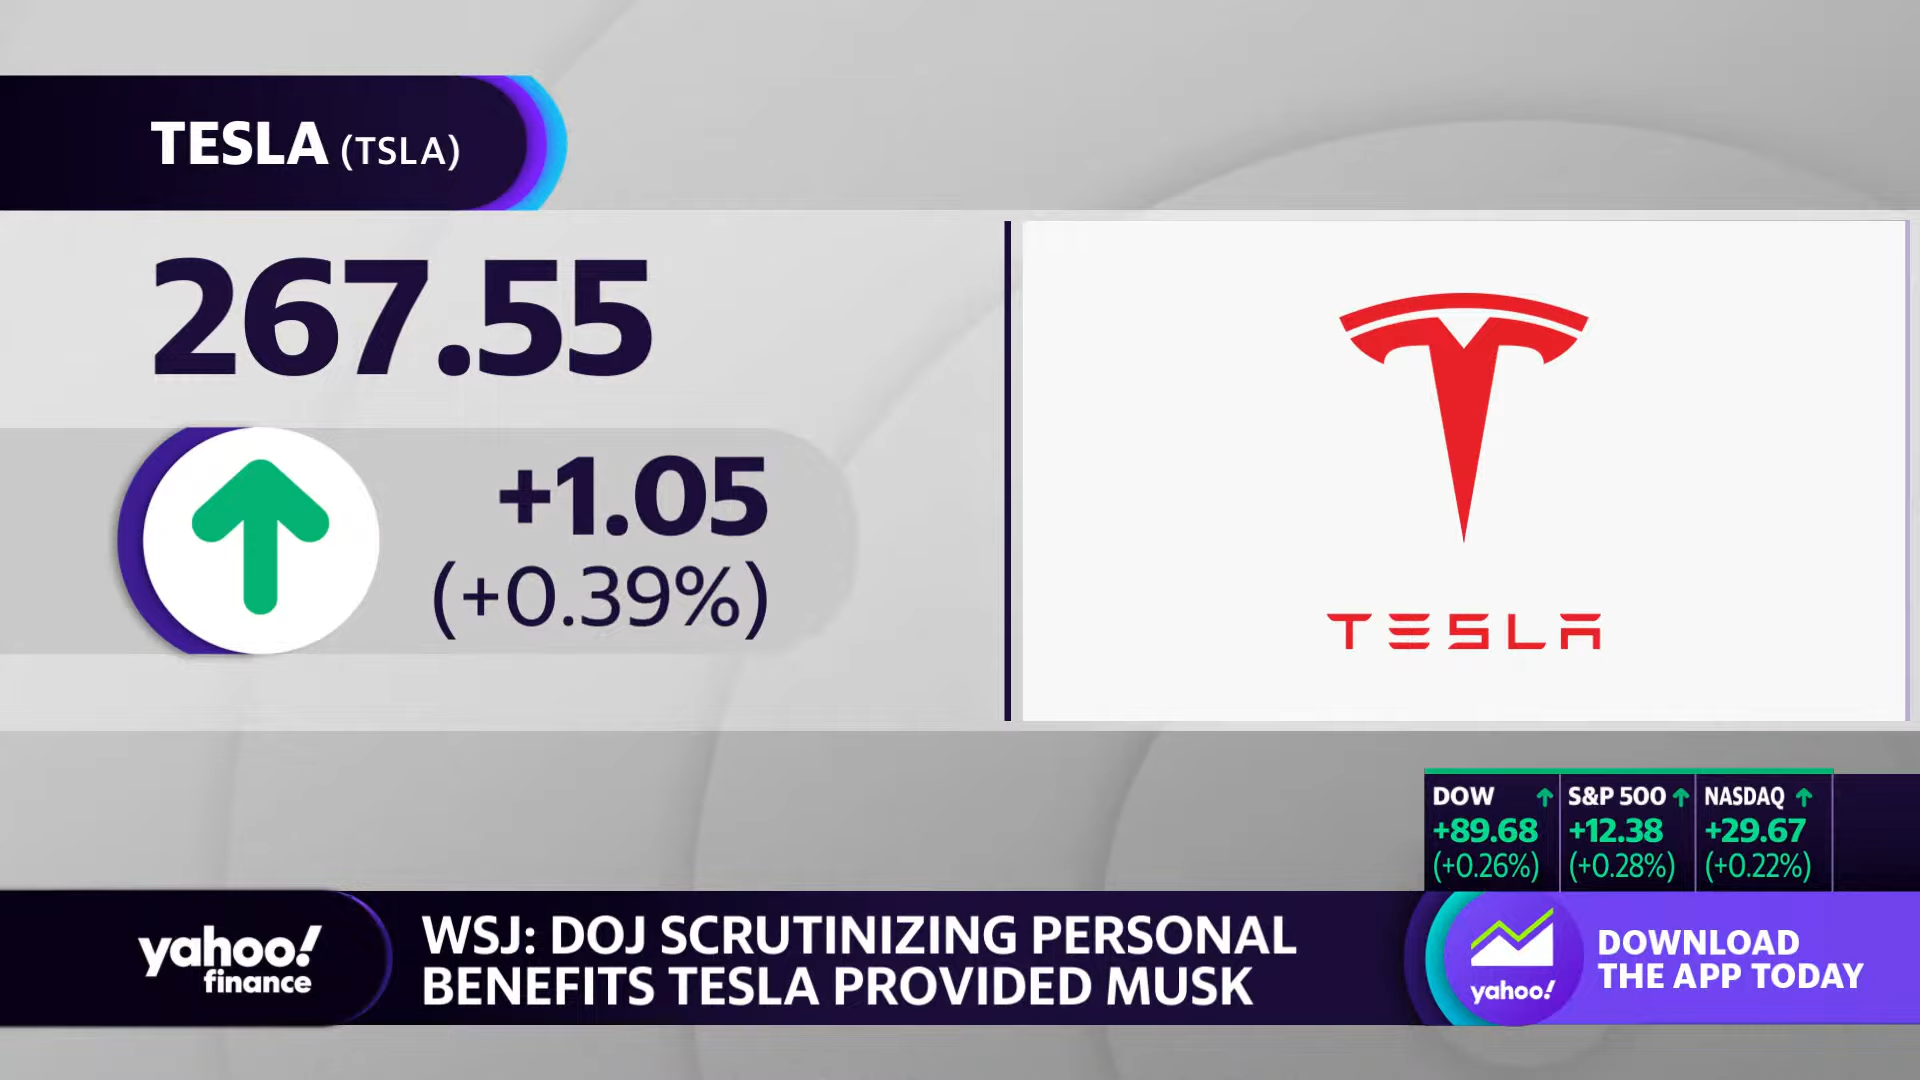 TESLA (TSLA)
267.55
+1.05
(+0.39%)
TESLA
DOW
+89.68
(+0.26%)
S&P 500
+12.38
(+0.28%)
NASDAQ
+29.67
(+0.22%)
yahoo!
finance
WSJ: DOJ SCRUTINIZING PERSONAL
BENEFITS TESLA PROVIDED MUSK
yahoo!
DOWNLOAD
THE APP TODAY